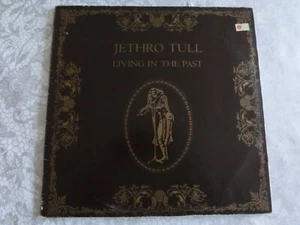 JETHRO TULL
LIVING IN THE PAST